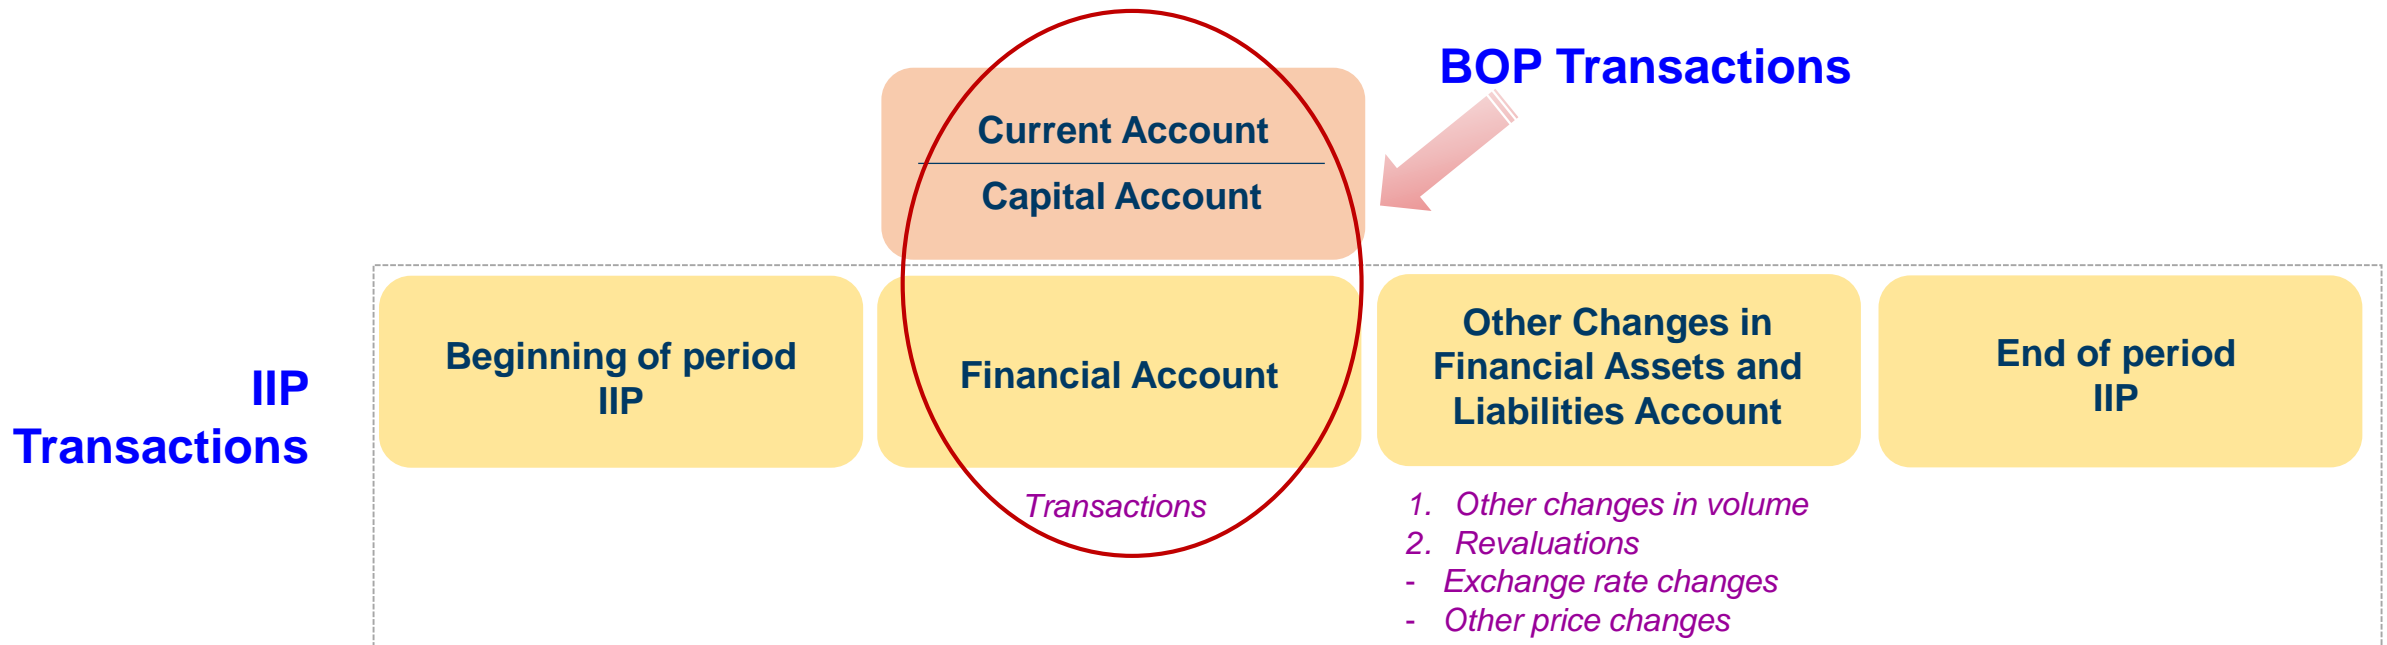 BOP Transactions
Current Account
Capital Account
IIP
Transactions
Beginning of period
IIP
Financial Account
Other Changes in
Financial Assets and
Liabilities Account
End of period
IIP
Transactions
1. Other changes in volume
2. Revaluations
- Exchange rate changes
- Other price changes